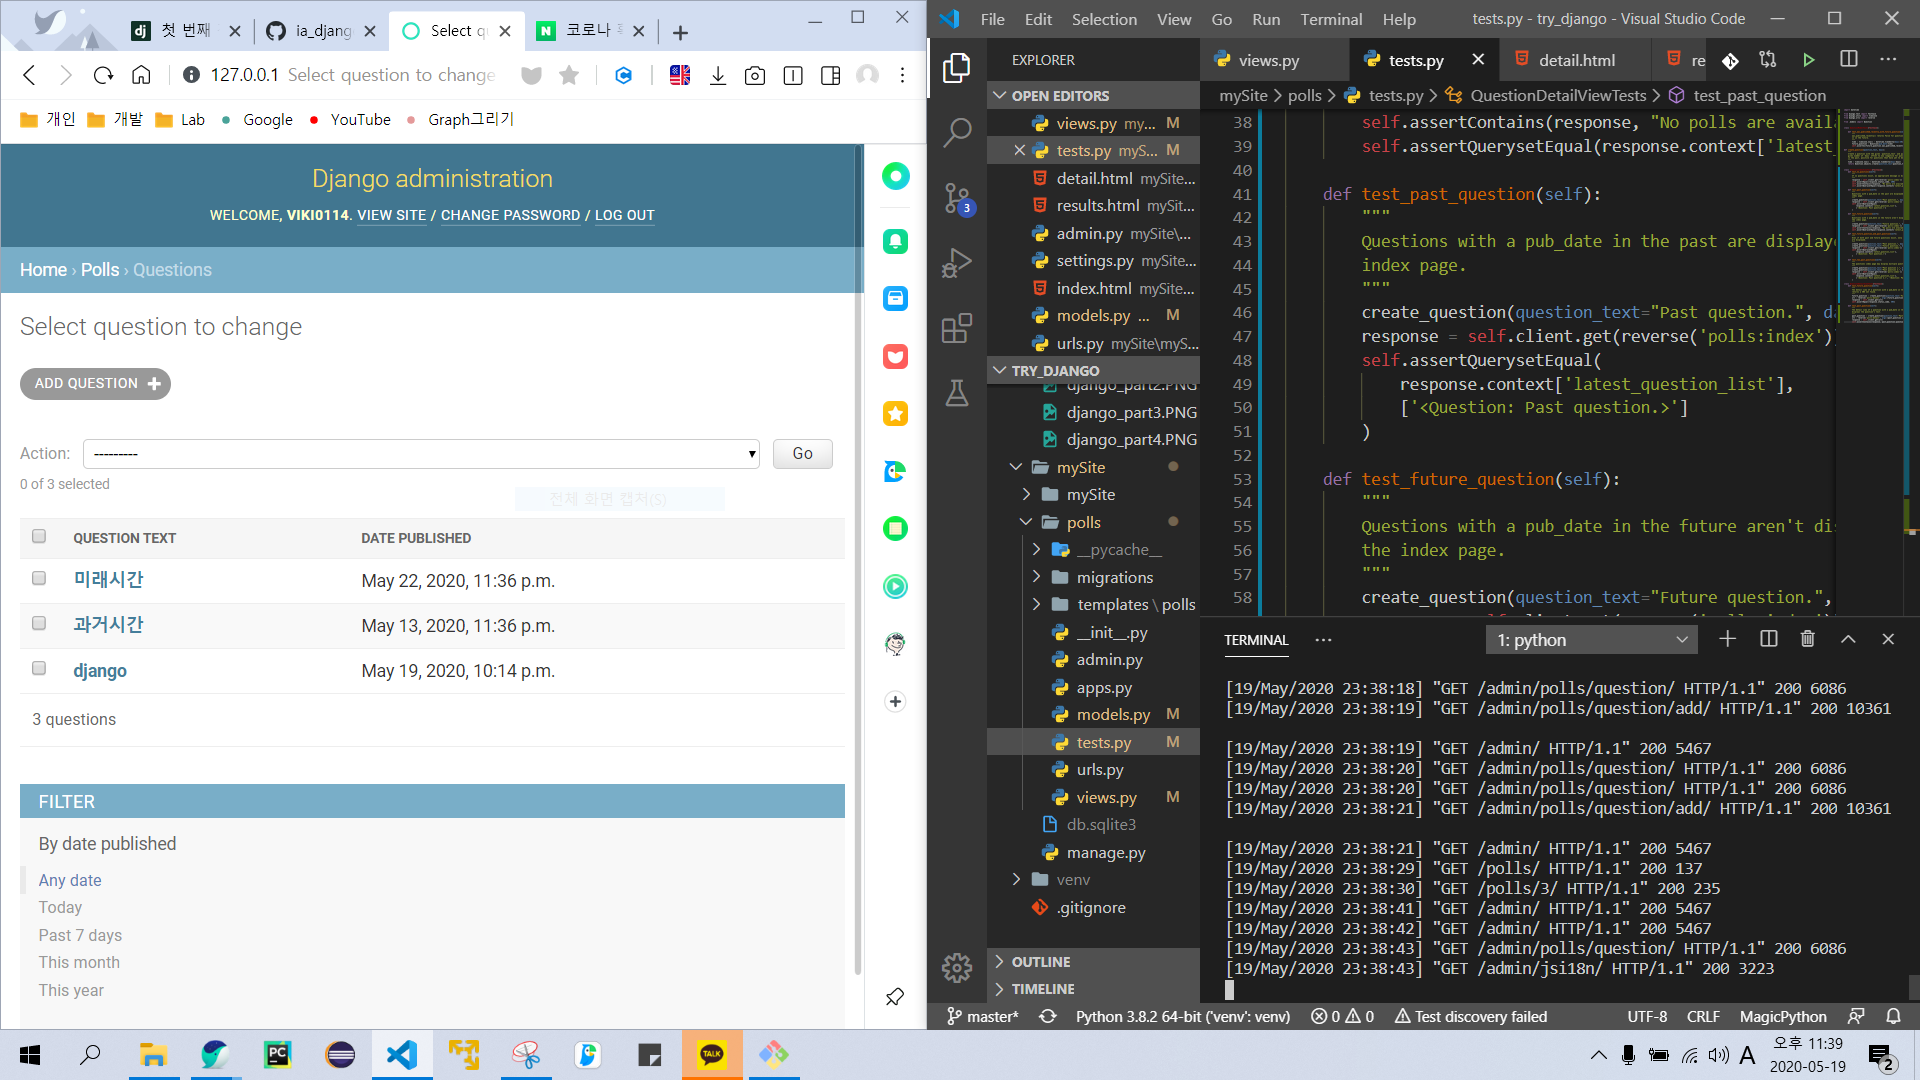 첫 번째
ia_djang
Select qu
코로나
127.0.0.1 Select question to change
개인
개발
Lab
Google
YouTube
Graph그리기
Django administration
WELCOME, VIKI0114. VIEW SITE / CHANGE PASSWORD / LOG OUT
Home › Polls › Questions
Select question to change
ADD QUESTION
Action:
---------
Go
0 of 3 selected
전체 화면 캡처(S)
QUESTION TEXT DATE PUBLISHED
미래시간 May 22, 2020, 11:36 p.m.
과거시간 May 13, 2020, 11:36 p.m.
django May 19, 2020, 10:14 p.m.
3 questions
FILTER
By date published
Any date
Today
Past 7 days
This month
This year
File Edit Selection View Go Run Terminal Help
tests.py - try_django - Visual Studio Code
EXPLORER
OPEN EDITORS
views.py my... M
tests.py myS... M
detail.html mySite...
results.html mySit...
admin.py mySite\...
settings.py mySite...
index.html mySite...
models.py ... M
urls.py mySite\myS...
TRY_DJANGO
django_part2.PNG
django_part3.PNG
django_part4.PNG
mySite
mySite
polls
__pycache__
migrations
templates \ polls
__init__.py
admin.py
apps.py
models.py M
tests.py M
urls.py
views.py M
db.sqlite3
manage.py
venv
.gitignore
OUTLINE
TIMELINE
3
views.py
tests.py
detail.html
re
mySite > polls > tests.py > QuestionDetailViewTests > test_past_question
38 self.assertContains(response, "No polls are avail
39 self.assertQuerysetEqual(response.context['latest_
40
41 def test_past_question(self):
42 """
43 Questions with a pub_date in the past are displaye
44 index page.
45 """
46 create_question(question_text="Past question.", da
47 response = self.client.get(reverse('polls:index'))
48 self.assertQuerysetEqual(
49 response.context['latest_question_list'],
50 ['<Question: Past question.>']
51 )
52
53 def test_future_question(self):
54 """
55 Questions with a pub_date in the future aren't dis
56 the index page.
57 """
58 create_question(question_text="Future question.",
TERMINAL
1: python
[19/May/2020 23:38:18] "GET /admin/polls/question/ HTTP/1.1" 200 6086
[19/May/2020 23:38:19] "GET /admin/polls/question/add/ HTTP/1.1" 200 10361
[19/May/2020 23:38:19] "GET /admin/ HTTP/1.1" 200 5467
[19/May/2020 23:38:20] "GET /admin/polls/question/ HTTP/1.1" 200 6086
[19/May/2020 23:38:20] "GET /admin/polls/question/ HTTP/1.1" 200 6086
[19/May/2020 23:38:21] "GET /admin/polls/question/add/ HTTP/1.1" 200 10361
[19/May/2020 23:38:21] "GET /admin/ HTTP/1.1" 200 5467
[19/May/2020 23:38:29] "GET /polls/ HTTP/1.1" 200 137
[19/May/2020 23:38:30] "GET /polls/3/ HTTP/1.1" 200 235
[19/May/2020 23:38:41] "GET /admin/ HTTP/1.1" 200 5467
[19/May/2020 23:38:42] "GET /admin/ HTTP/1.1" 200 5467
[19/May/2020 23:38:43] "GET /admin/polls/question/ HTTP/1.1" 200 6086
[19/May/2020 23:38:43] "GET /admin/jsi18n/ HTTP/1.1" 200 3223
master* Python 3.8.2 64-bit ('venv': venv) 0 0 Test discovery failed UTF-8 CRLF MagicPython
TALK
A
오후 11:39
2020-05-19
2